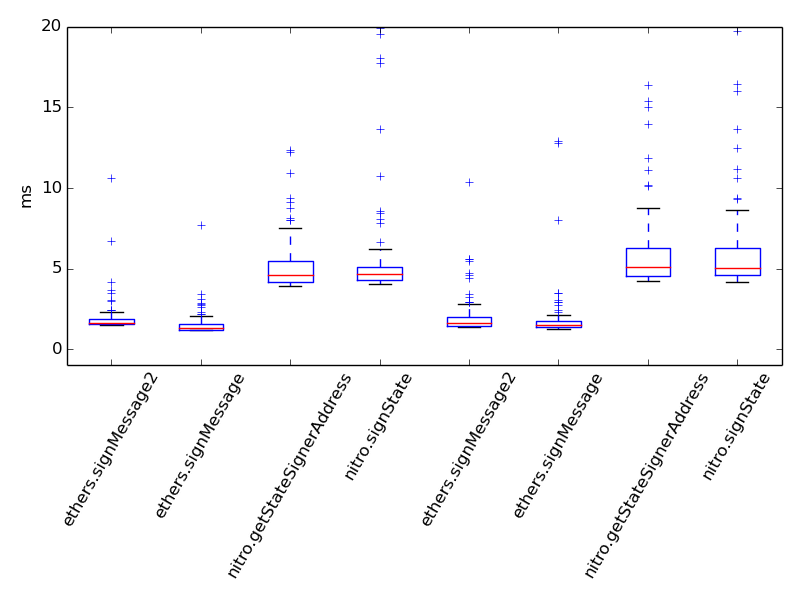 20
15
10
5
0
ms
ethers.signMessage2
ethers.signMessage
nitro.getStateSignerAddress
nitro.signState
ethers.signMessage2
ethers.signMessage
nitro.getStateSignerAddress
nitro.signState